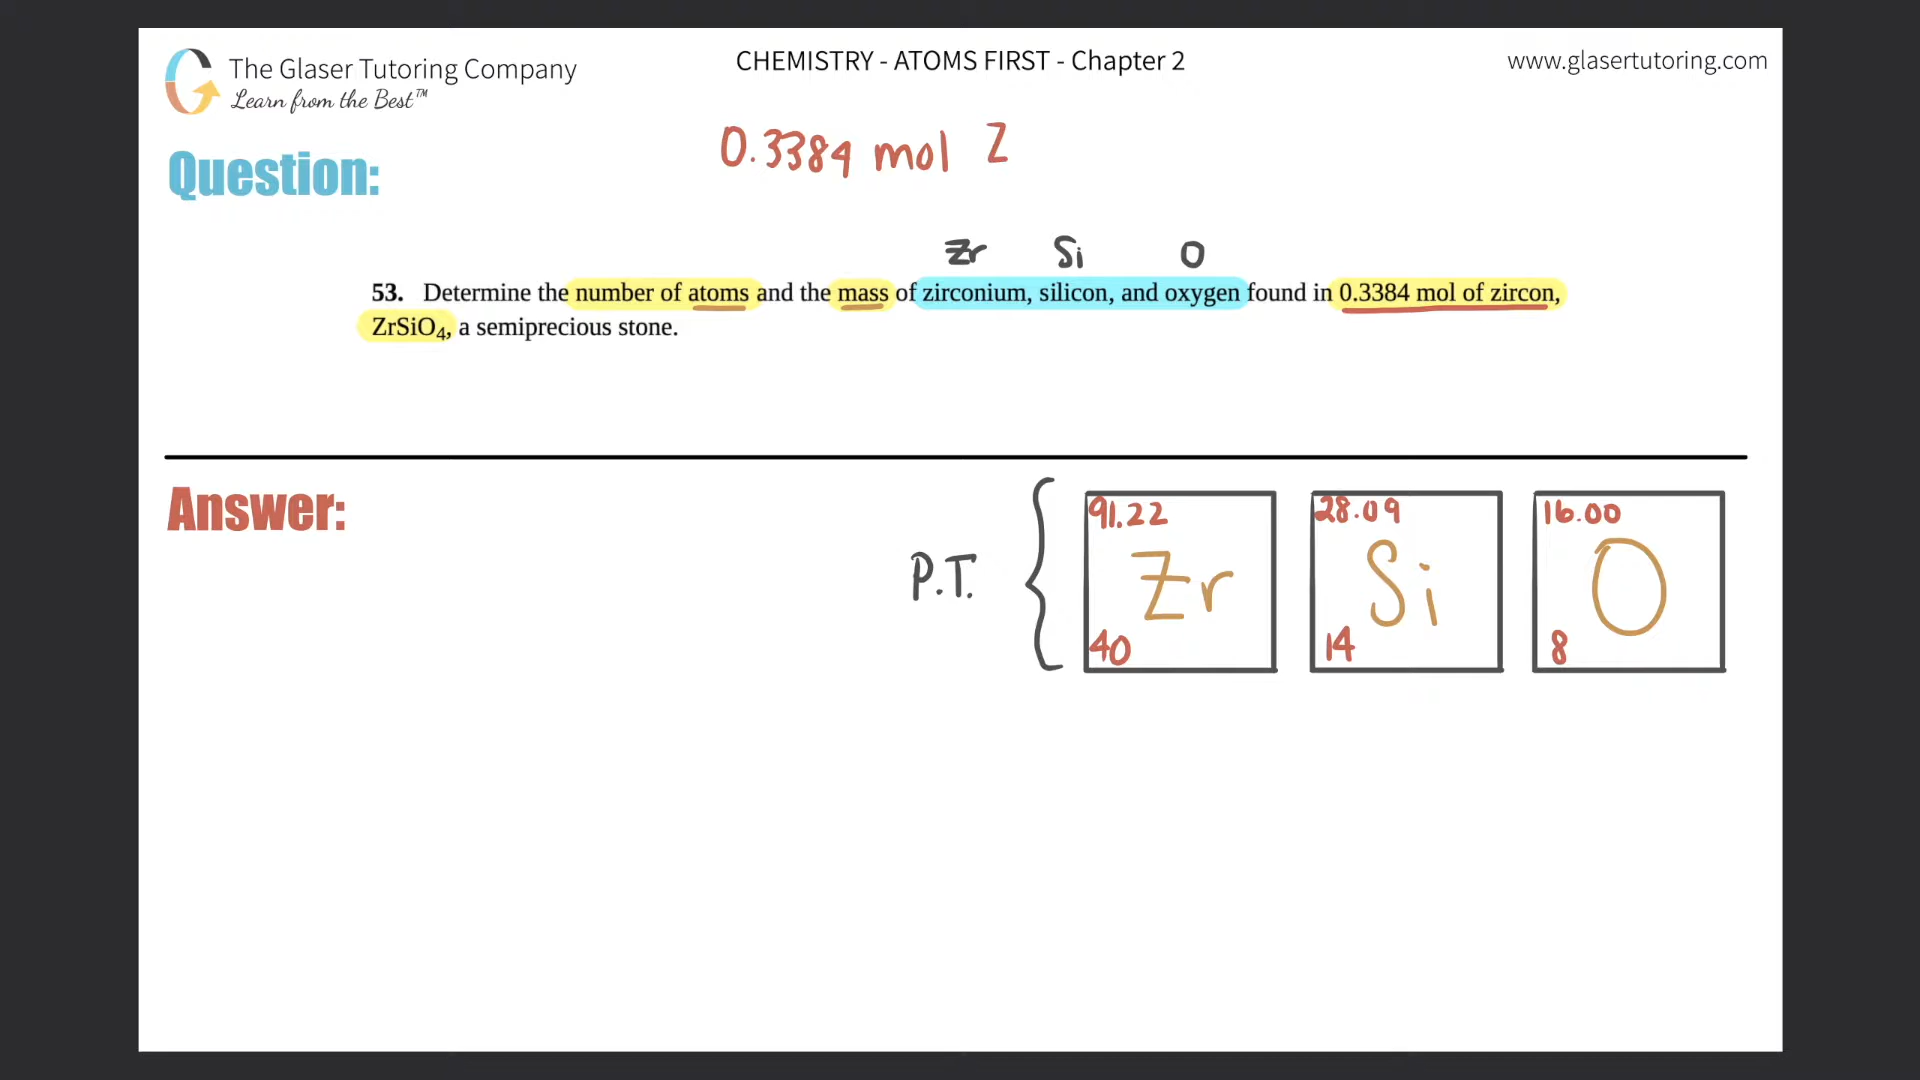 The Glaser Tutoring Company
Learn from the Best™
CHEMISTRY - ATOMS FIRST - Chapter 2
www.glasertutoring.com
Question:
0.3384 mol Z
Zr Si O
53. Determine the number of atoms and the mass of zirconium, silicon, and oxygen found in 0.3384 mol of zircon,
ZrSiO₄, a semiprecious stone.
Answer:
P.T.
91.22
Zr
40
28.09
Si
14
16.00
O
8